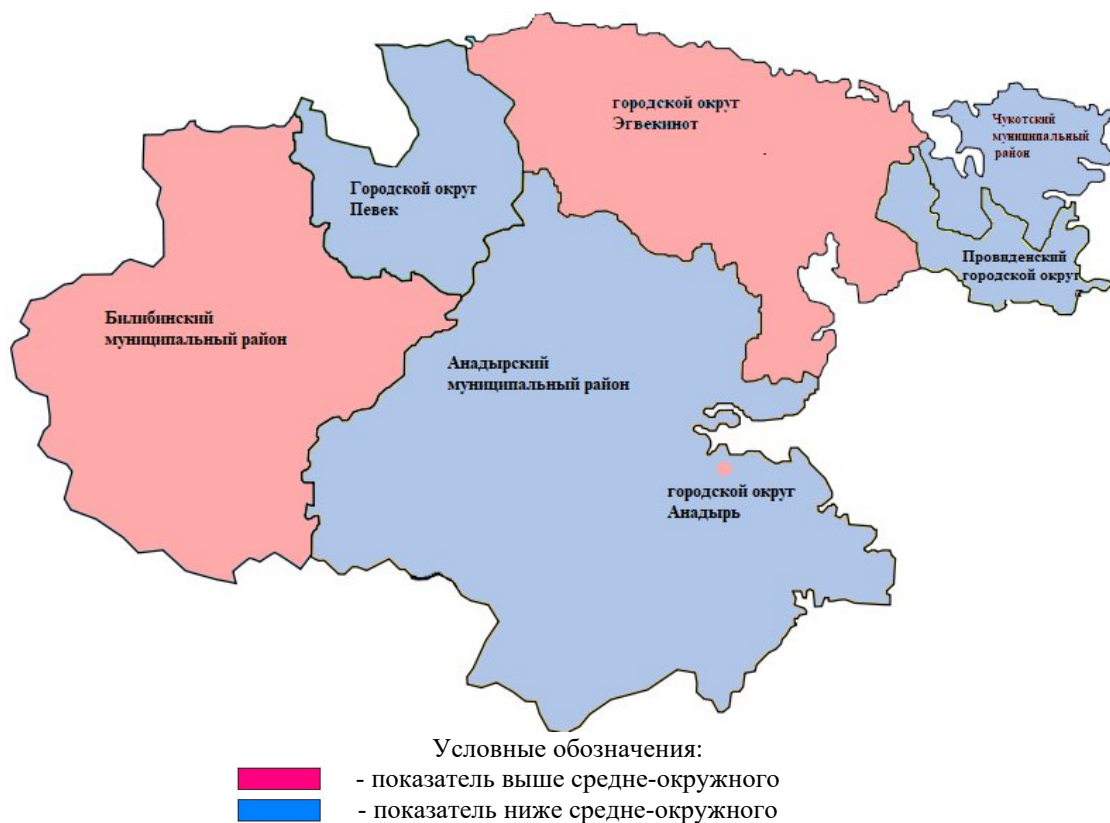 городской округ
Эгвекинот
Чукотский
муниципальный
район
Городской округ
Певек
Провиденский
городской округ
Билибинский
муниципальный район
Анадырский
муниципальный район
городской округ
Анадырь
Условные обозначения:
- показатель выше средне-окружного
- показатель ниже средне-окружного